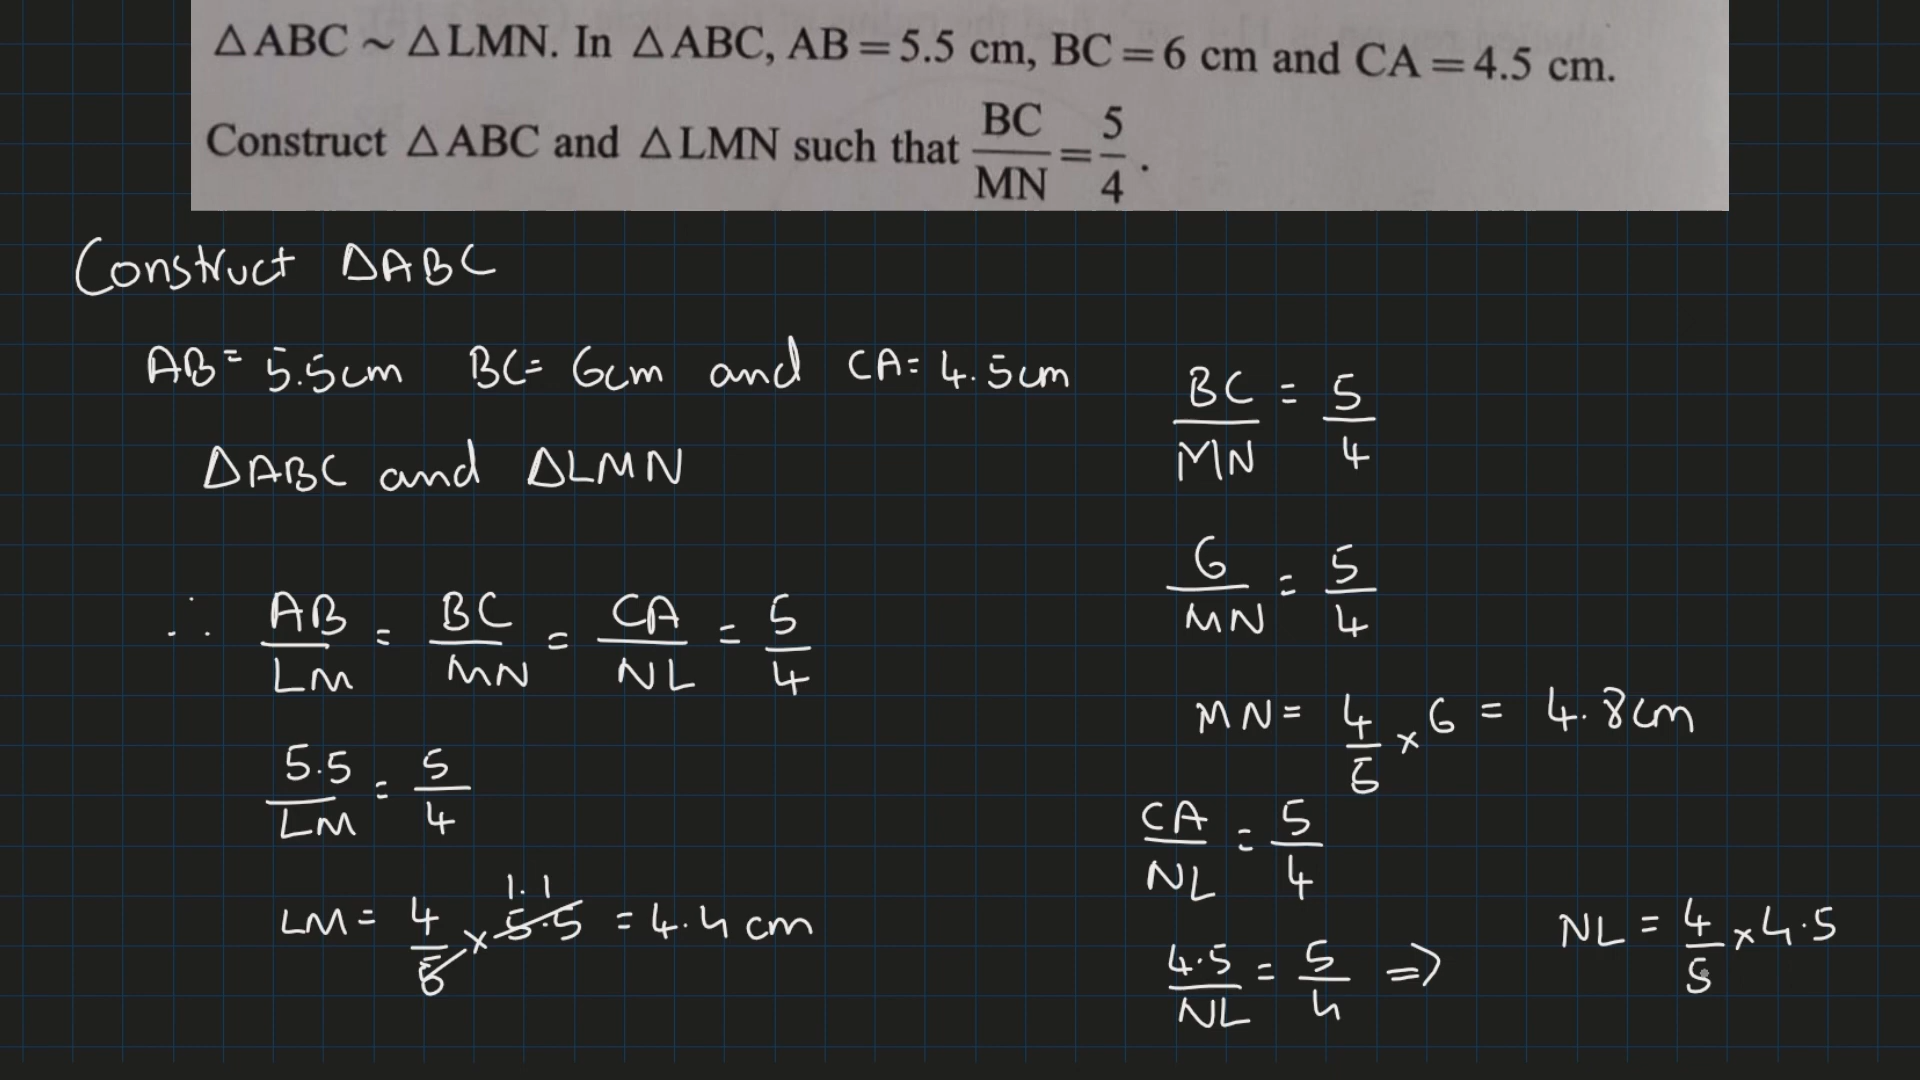 △ABC ~ △LMN. In △ABC, AB = 5.5 cm, BC = 6 cm and CA = 4.5 cm.
Construct △ABC and △LMN such that BC/MN = 5/4.
Construct △ABC
AB = 5.5cm BC = 6cm and CA = 4.5cm
△ABC and △LMN
∴ AB/LM = BC/MN = CA/NL = 5/4
5.5/LM = 5/4
1.1
LM = 4/5 × 5.5 = 4.4 cm
BC/MN = 5/4
6/MN = 5/4
MN = 4/5 × 6 = 4.8cm
CA/NL = 5/4
4.5/NL = 5/4 => NL = 4/5 × 4.5